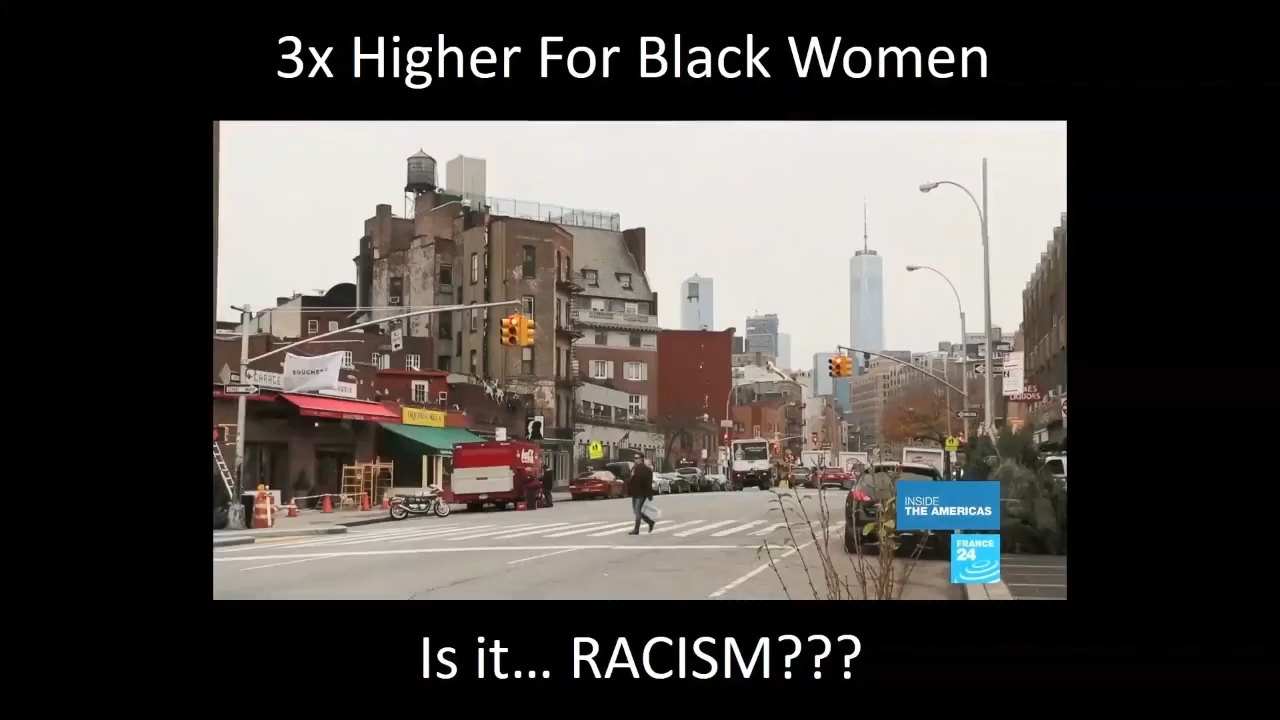 3x Higher For Black Women
INSIDE
THE AMERICAS
FRANCE
24
Is it... RACISM???